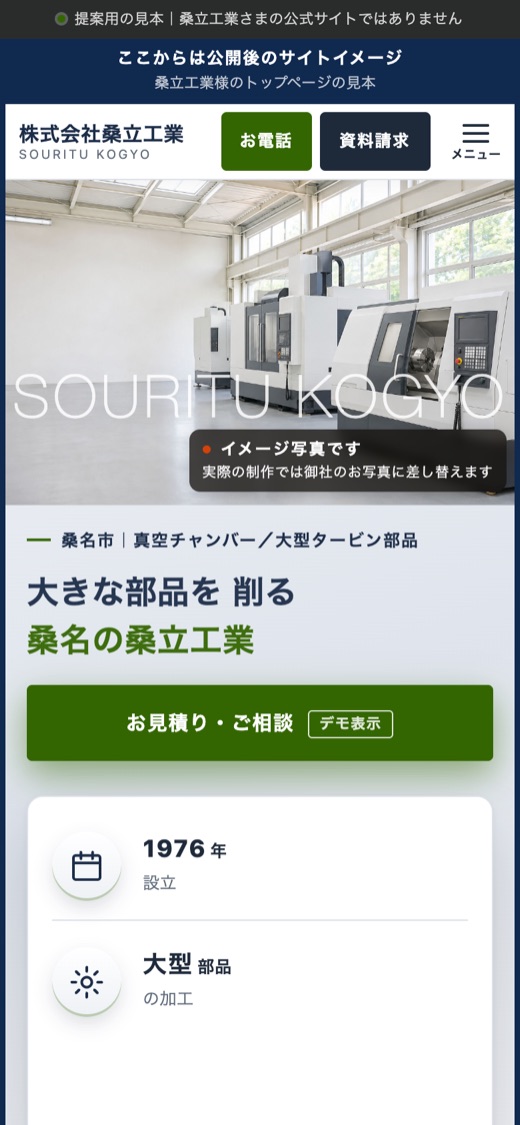 提案用の見本｜桑立工業さまの公式サイトではありません
ここからは公開後のサイトイメージ
桑立工業様のトップページの見本
株式会社桑立工業
SOURITU KOGYO
お電話
資料請求
メニュー
SOURITU KOGYO
イメージ写真です
実際の制作では御社のお写真に差し替えます
桑名市｜真空チャンバー／大型タービン部品
大きな部品を 削る
桑名の桑立工業
お見積り・ご相談 デモ表示
1976 年
設立
大型 部品
の加工